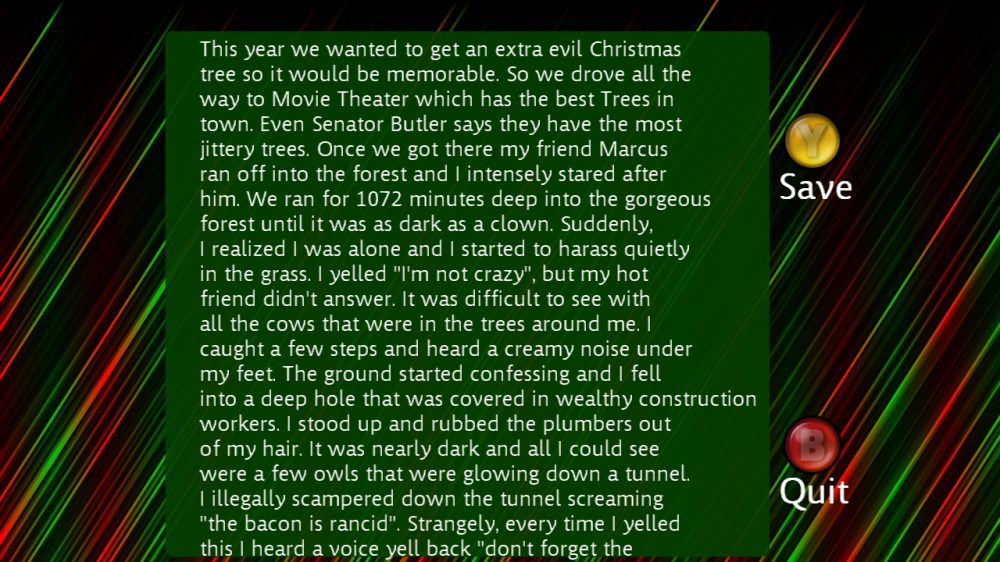 This year we wanted to get an extra evil Christmas
tree so it would be memorable. So we drove all the
way to Movie Theater which has the best Trees in
town. Even Senator Butler says they have the most
jittery trees. Once we got there my friend Marcus
ran off into the forest and I intensely stared after
him. We ran for 1072 minutes deep into the gorgeous
forest until it was as dark as a clown. Suddenly,
I realized I was alone and I started to harass quietly
in the grass. I yelled "I'm not crazy", but my hot
friend didn't answer. It was difficult to see with
all the cows that were in the trees around me. I
caught a few steps and heard a creamy noise under
my feet. The ground started confessing and I fell
into a deep hole that was covered in wealthy construction
workers. I stood up and rubbed the plumbers out
of my hair. It was nearly dark and all I could see
were a few owls that were glowing down a tunnel.
I illegally scampered down the tunnel screaming
"the bacon is rancid". Strangely, every time I yelled
this I heard a voice yell back "don't forget the
Y
Save
B
Quit